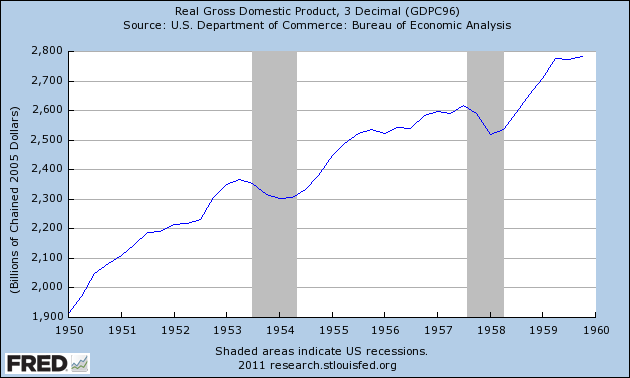 Real Gross Domestic Product, 3 Decimal (GDPC96)
Source: U.S. Department of Commerce: Bureau of Economic Analysis
(Billions of Chained 2005 Dollars)
2,800
2,700
2,600
2,500
2,400
2,300
2,200
2,100
2,000
1,900
1950 1951 1952 1953 1954 1955 1956 1957 1958 1959 1960
Shaded areas indicate US recessions.
2011 research.stlouisfed.org
FRED